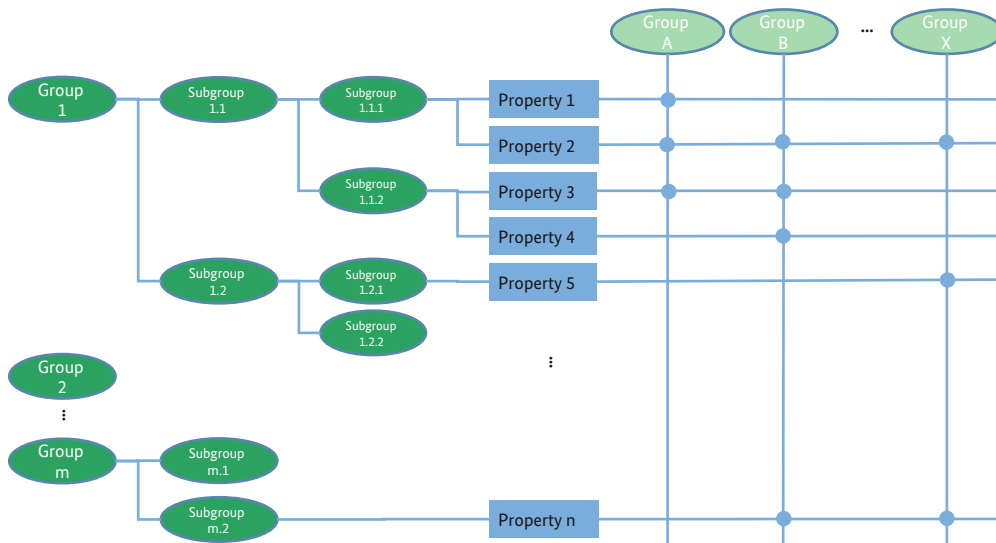 Group
A
Group
B
...
Group
X
Group
1
Subgroup
1.1
Subgroup
1.1.1
Property 1
Property 2
Subgroup
1.1.2
Property 3
Property 4
Subgroup
1.2
Subgroup
1.2.1
Property 5
Subgroup
1.2.2
...
Group
2
...
Group
m
Subgroup
m.1
Subgroup
m.2
Property n